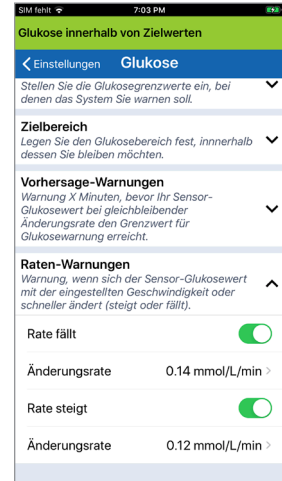 SIM fehlt 7:03 PM
Glukose innerhalb von Zielwerten
Einstellungen Glukose
Stellen Sie die Glukosegrenzwerte ein, bei
denen das System Sie warnen soll.
Zielbereich
Legen Sie den Glukosebereich fest, innnerhalb
dessen Sie bleiben möchten.
Vorhersage-Warnungen
Warnung X Minuten, bevor Ihr Sensor-
Glukosewert bei gleichbleibender
Änderungsrate den Grenzwert für
Glukosewarnung erreicht.
Raten-Warnungen
Warnung, wenn sich der Sensor-Glukosewert
mit der eingestellten Geschwindigkeit oder
schneller ändert (steigt oder fällt).
Rate fällt
Änderungsrate 0.14 mmol/L/min
Rate steigt
Änderungsrate 0.12 mmol/L/min